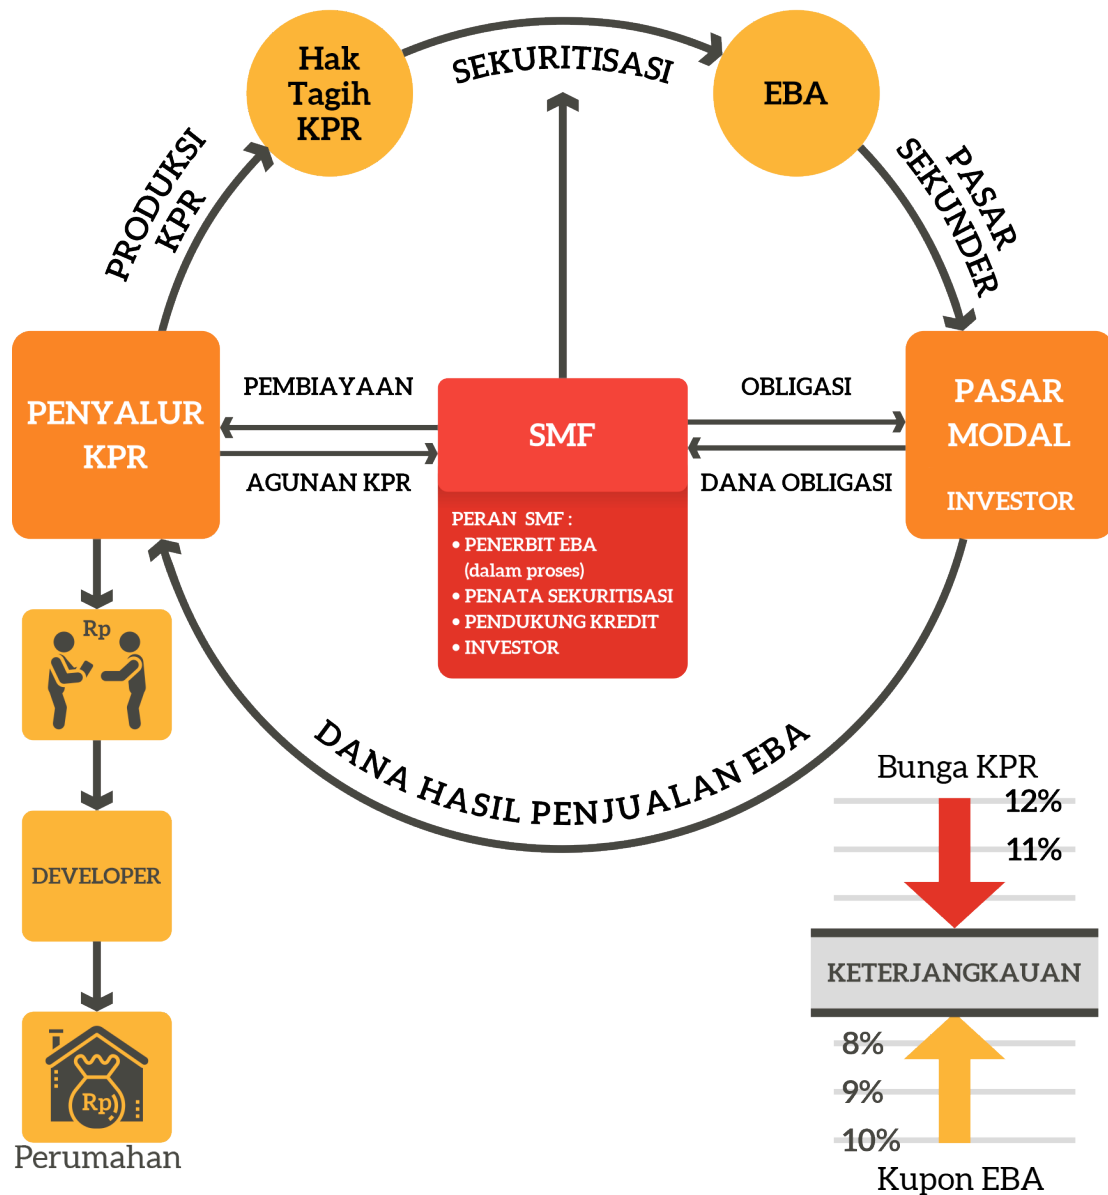 Hak
Tagih
KPR
SEKURITISASI
EBA
PRODUKSI
KPR
PASAR
SEKUNDER
PENYALUR
KPR
PEMBIAYAAN
AGUNAN KPR
SMF
PERAN SMF :
• PENERBIT EBA
(dalam proses)
• PENATA SEKURITISASI
• PENDUKUNG KREDIT
• INVESTOR
OBLIGASI
DANA OBLIGASI
PASAR
MODAL
INVESTOR
Rp
DEVELOPER
Rp
Perumahan
DANA HASIL PENJUALAN EBA
Bunga KPR
12%
11%
KETERJANGKAUAN
8%
9%
10%
Kupon EBA